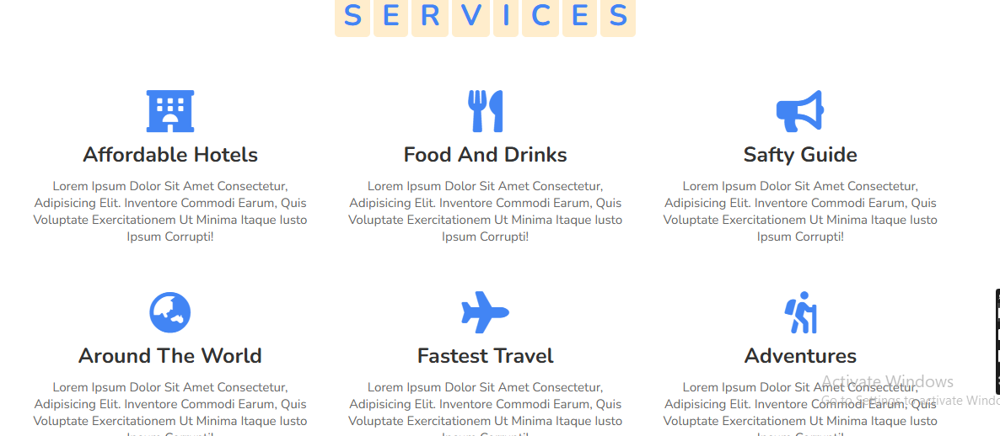 SERVICES
Affordable Hotels
Lorem Ipsum Dolor Sit Amet Consectetur,
Adipisicing Elit. Inventore Commodi Earum, Quis
Voluptate Exercitationem Ut Minima Itaque Iusto
Ipsum Corrupti!
Food And Drinks
Lorem Ipsum Dolor Sit Amet Consectetur,
Adipisicing Elit. Inventore Commodi Earum, Quis
Voluptate Exercitationem Ut Minima Itaque Iusto
Ipsum Corrupti!
Safty Guide
Lorem Ipsum Dolor Sit Amet Consectetur,
Adipisicing Elit. Inventore Commodi Earum, Quis
Voluptate Exercitationem Ut Minima Itaque Iusto
Ipsum Corrupti!
Around The World
Lorem Ipsum Dolor Sit Amet Consectetur,
Adipisicing Elit. Inventore Commodi Earum, Quis
Voluptate Exercitationem Ut Minima Itaque Iusto
Ipsum Corrupti!
Fastest Travel
Lorem Ipsum Dolor Sit Amet Consectetur,
Adipisicing Elit. Inventore Commodi Earum, Quis
Voluptate Exercitationem Ut Minima Itaque Iusto
Ipsum Corrupti!
Adventures
Lorem Ipsum Dolor Sit Amet Consectetur,
Adipisicing Elit. Inventore Commodi Earum, Quis
Voluptate Exercitationem Ut Minima Itaque Iusto
Ipsum Corrupti!
Activate Windows
Go to Settings to activate Windo